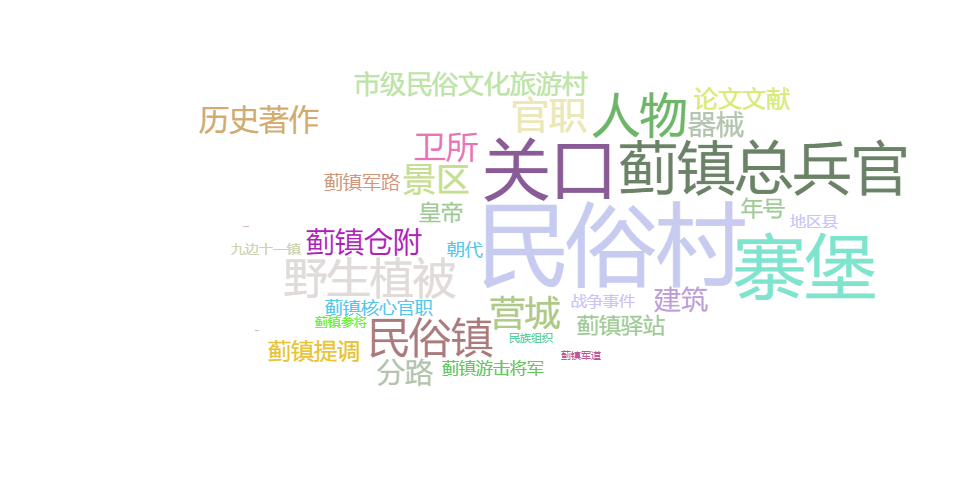 市级民俗文化旅游村
论文文献
官职
人物
历史著作
器械
卫所
关口
蓟镇总兵官
蓟镇军路
景区
民俗村
年号
皇帝
地区县
蓟镇仓附
朝代
九边十一镇
寨堡
野生植被
战争事件
建筑
蓟镇核心官职
营城
蓟镇参将
民俗镇
蓟镇驿站
民族组织
蓟镇提调
蓟镇军道
分路
蓟镇游击将军